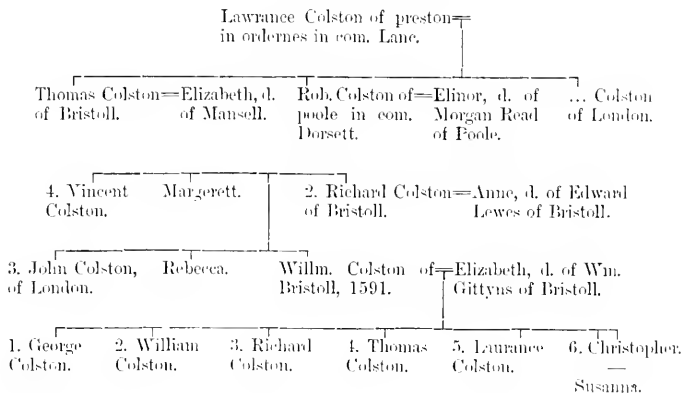 Lawrance Colston of preston=
in ordernes in com. Lanc.
Thomas Colston=Elizabeth, d. Rob. Colston of=Elinor, d. of ... Colston
of Bristoll. of Mansell. poole in com. Morgan Read of London.
Dorsett. of Poole.
4. Vincent Margerett. 2. Richard Colston=Anne, d. of Edward
Colston. of Bristoll. Lewes of Bristoll.
3. John Colston, Rebecca. Willm. Colston of=Elizabeth, d. of Wm.
of London. Bristoll, 1591. Gittyns of Bristoll.
1. George 2. William 3. Richard 4. Thomas 5. Laurance 6. Christopher.
Colston. Colston. Colston. Colston. Colston. —
Susanna.